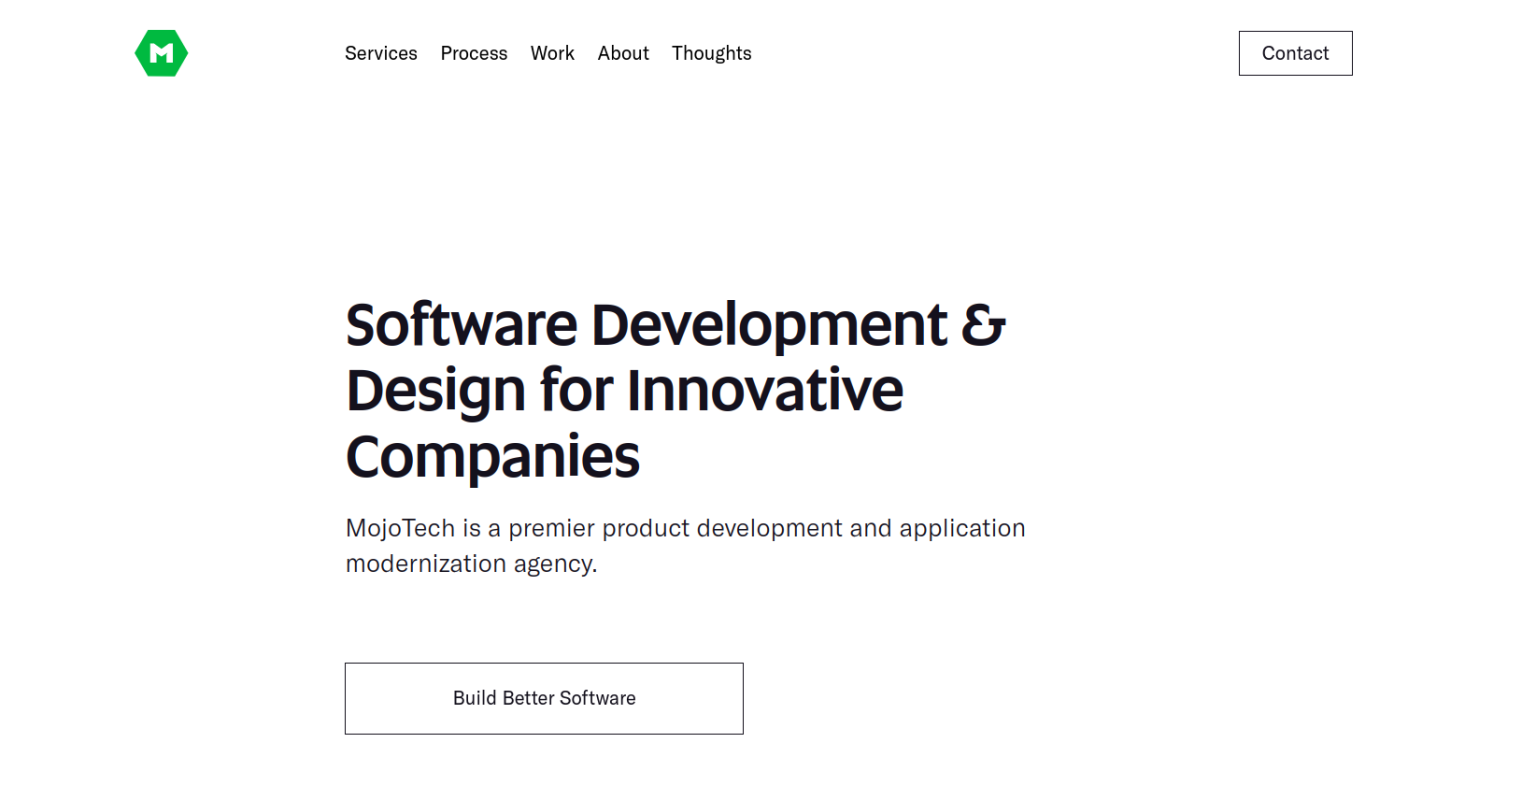 M
Services Process Work About Thoughts
Contact
Software Development &
Design for Innovative
Companies
MojoTech is a premier product development and application
modernization agency.
Build Better Software